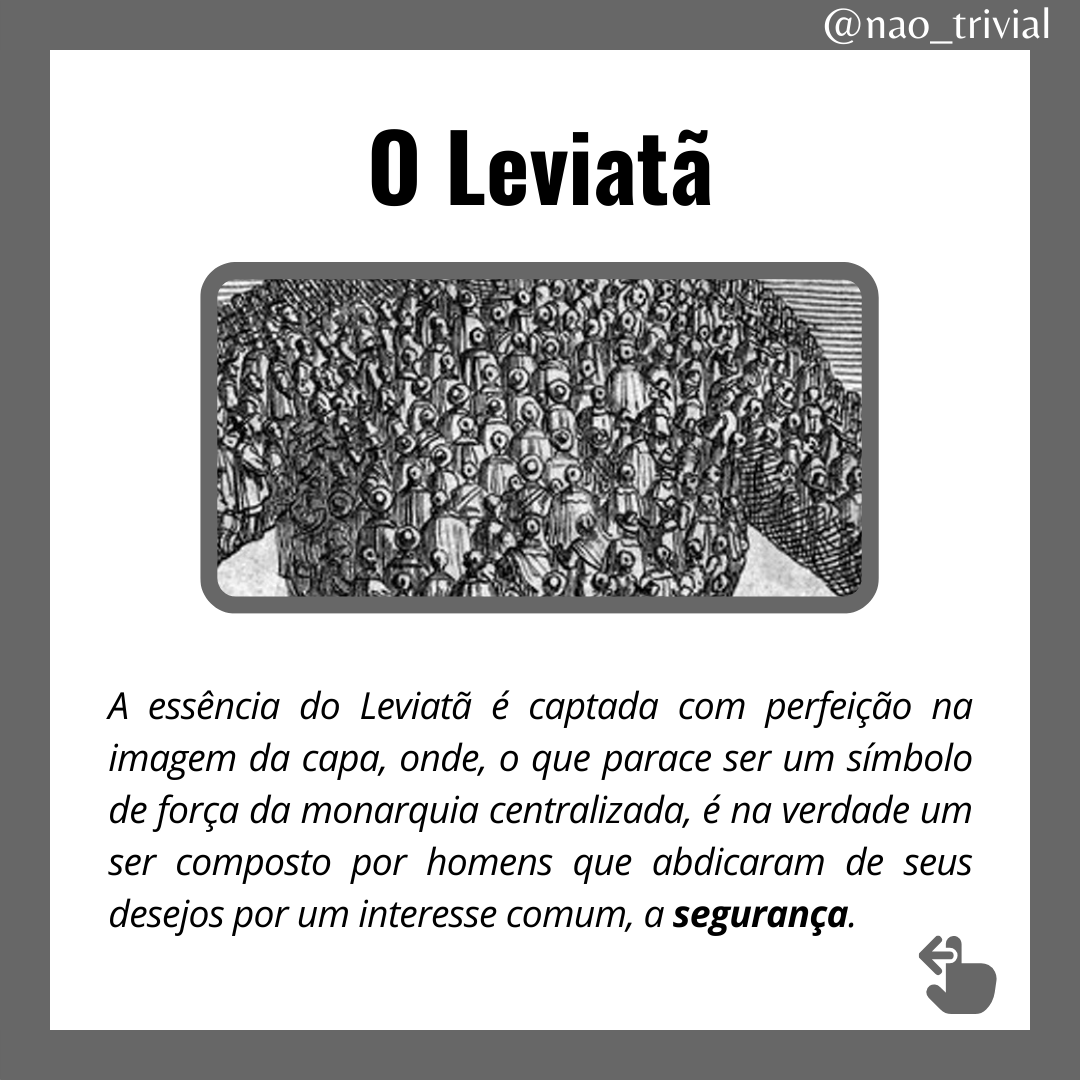 @nao_trivial
O Leviatã
A essência do Leviatã é captada com perfeição na
imagem da capa, onde, o que parace ser um símbolo
de força da monarquia centralizada, é na verdade um
ser composto por homens que abdicaram de seus
desejos por um interesse comum, a segurança.